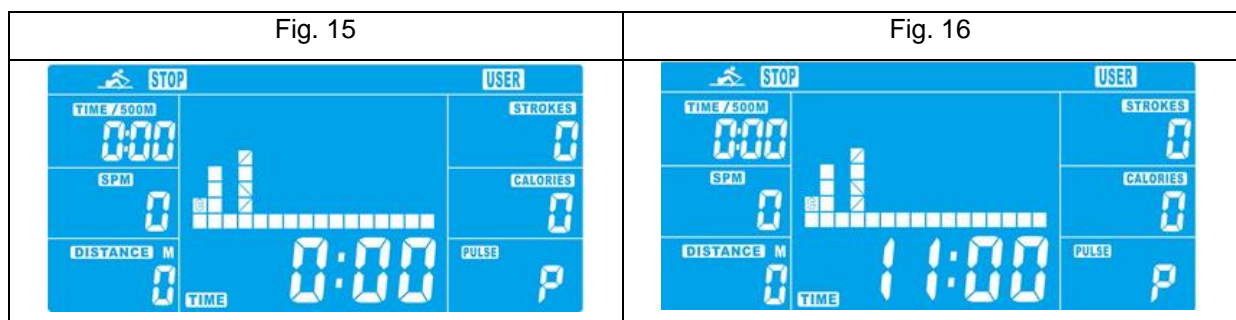 Fig. 15
STOP USER
TIME / 500M
0:00
STROKES
0
SPM
0
CALORIES
0
DISTANCE M
0
TIME
0:00
PULSE
P
Fig. 16
STOP USER
TIME / 500M
0:00
STROKES
0
SPM
0
CALORIES
0
DISTANCE M
0
TIME
11:00
PULSE
P